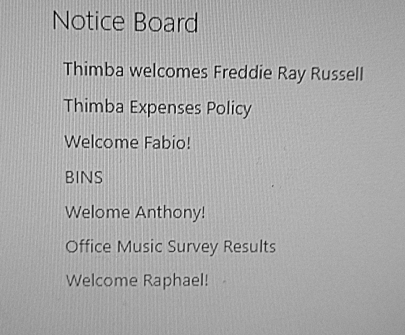 Notice Board
Thimba welcomes Freddie Ray Russell
Thimba Expenses Policy
Welcome Fabio!
BINS
Welome Anthony!
Office Music Survey Results
Welcome Raphael!